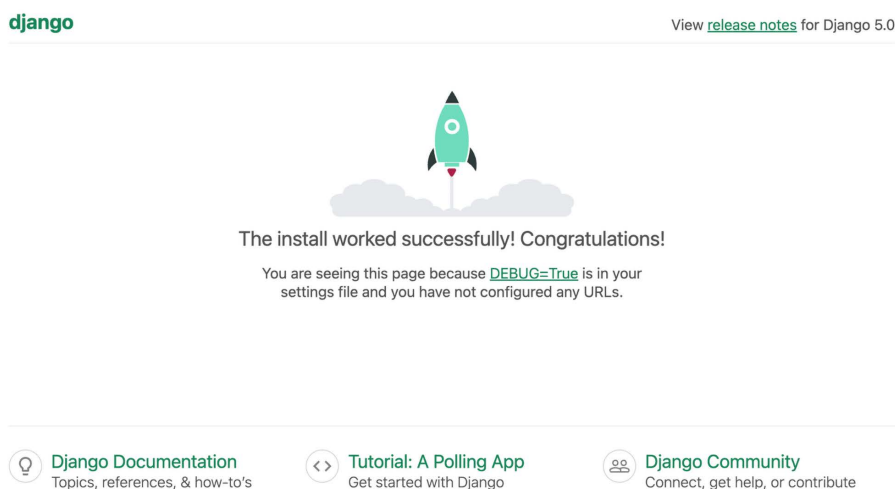 django
View release notes for Django 5.0
The install worked successfully! Congratulations!
You are seeing this page because DEBUG=True is in your
settings file and you have not configured any URLs.
Django Documentation
Topics, references, & how-to's
Tutorial: A Polling App
Get started with Django
Django Community
Connect, get help, or contribute